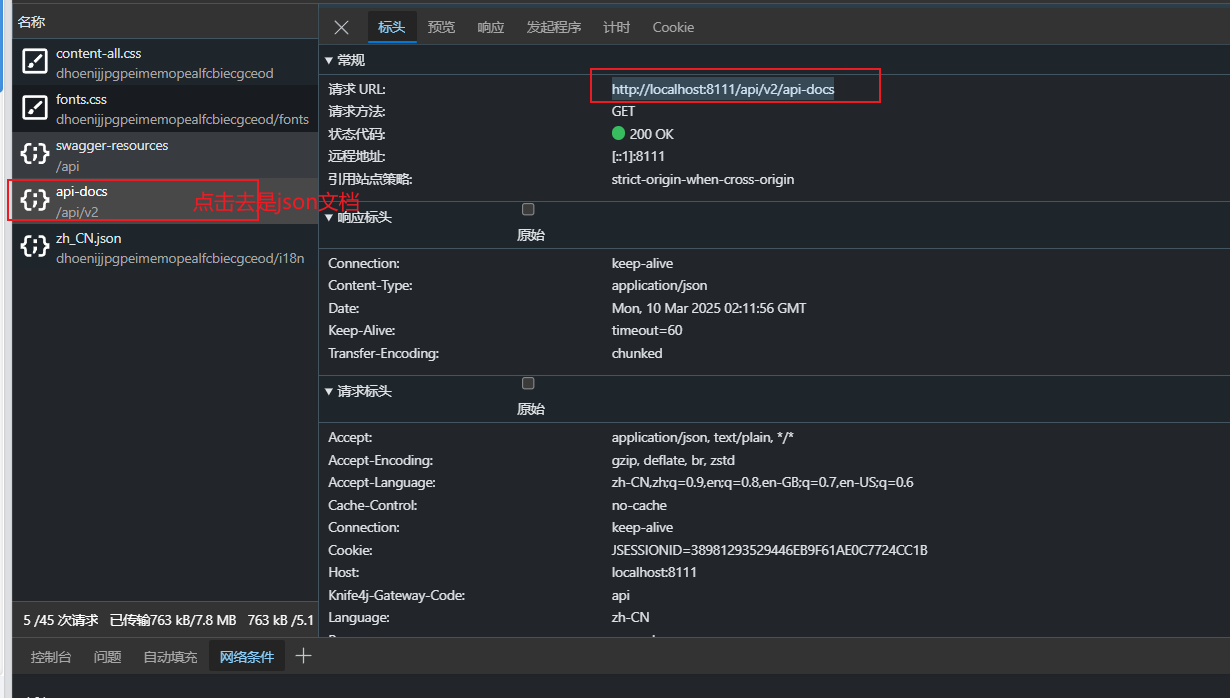 名称
content-all.css
dhoenijjpgpeimemopealfcbiecgceod
fonts.css
dhoenijjpgpeimemopealfcbiecgceod/fonts
swagger-resources
/api
api-docs
/api/v2
点击去是json文档
zh_CN.json
dhoenijjpgpeimemopealfcbiecgceod/i18n
5 /45 次请求 已传输763 kB/7.8 MB 763 kB /5.1
标头 预览 响应 发起程序 计时 Cookie
▼ 常规
请求 URL: http://localhost:8111/api/v2/api-docs
请求方法: GET
状态代码: 200 OK
远程地址: [::1]:8111
引用站点策略: strict-origin-when-cross-origin
▼ 响应标头
原始
Connection: keep-alive
Content-Type: application/json
Date: Mon, 10 Mar 2025 02:11:56 GMT
Keep-Alive: timeout=60
Transfer-Encoding: chunked
▼ 请求标头
原始
Accept: application/json, text/plain, */*
Accept-Encoding: gzip, deflate, br, zstd
Accept-Language: zh-CN,zh;q=0.9,en;q=0.8,en-GB;q=0.7,en-US;q=0.6
Cache-Control: no-cache
Connection: keep-alive
Cookie: JSESSIONID=38981293529446EB9F61AE0C7724CC1B
Host: localhost:8111
Knife4j-Gateway-Code: api
Language: zh-CN
控制台 问题 自动填充 网络条件